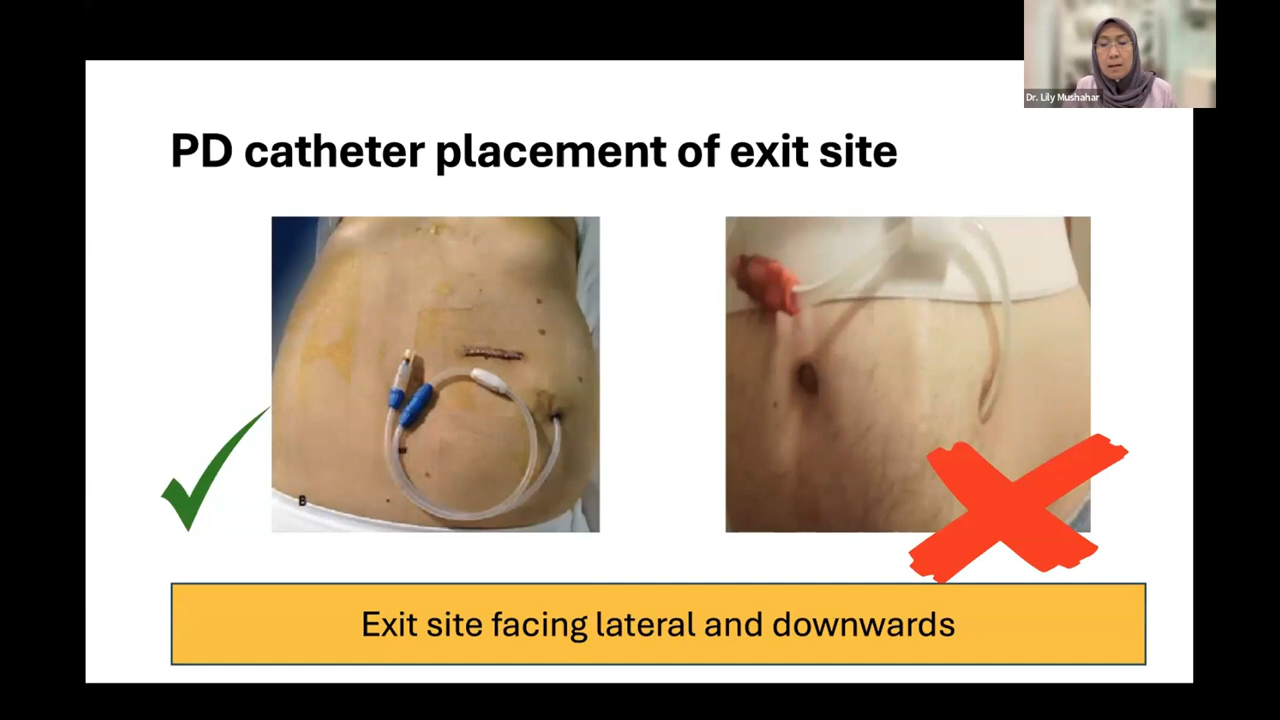 Dr. Lily Mushahar
PD catheter placement of exit site
B
Exit site facing lateral and downwards